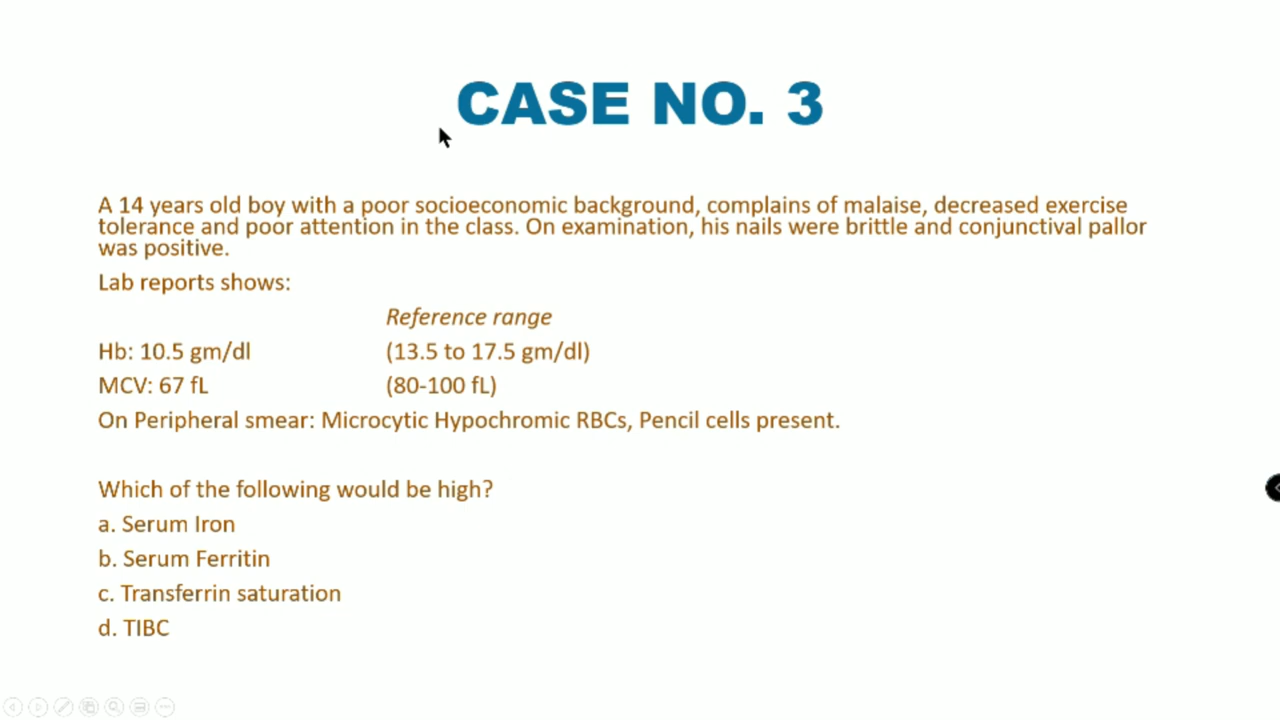 CASE NO. 3
A 14 years old boy with a poor socioeconomic background, complains of malaise, decreased exercise
tolerance and poor attention in the class. On examination, his nails were brittle and conjunctival pallor
was positive.
Lab reports shows:
Reference range
Hb: 10.5 gm/dl (13.5 to 17.5 gm/dl)
MCV: 67 fL (80-100 fL)
On Peripheral smear: Microcytic Hypochromic RBCs, Pencil cells present.
Which of the following would be high?
a. Serum Iron
b. Serum Ferritin
c. Transferrin saturation
d. TIBC